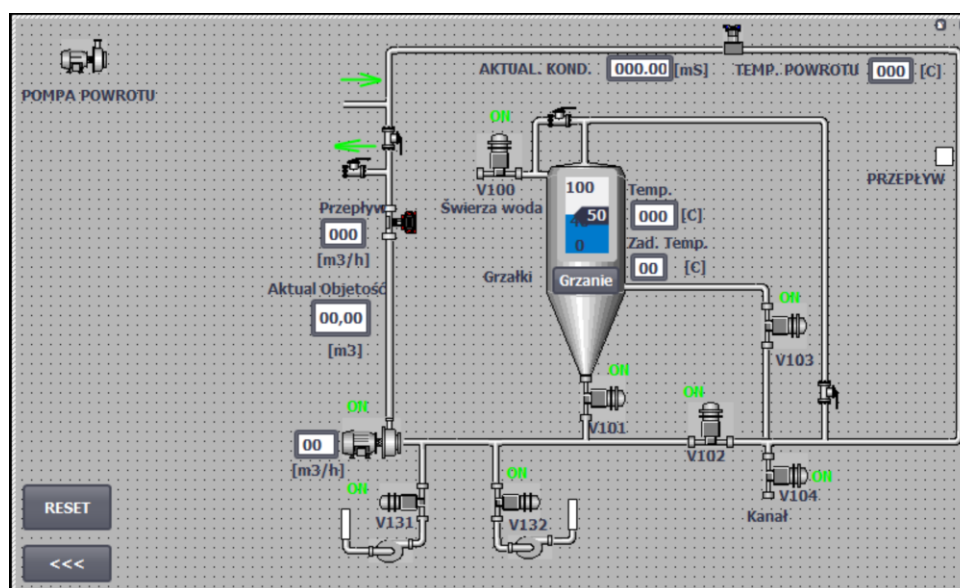 AKTUAL. KOND. 000.00 [mS] TEMP. POWROTU 000 [C]
POMPA POWROTU
ON
V100
Świerza woda
PRZEPŁYW
100
50
0
Temp.
000 [C]
Zad. Temp.
00 [C]
Grzałki
Grzanie
Przepływ
000
[m3/h]
Aktual Objetość
00,00
[m3]
ON
V103
ON
V101
ON
00
[m3/h]
V102
ON
V131
ON
V132
ON
V104
Kanał
RESET
<<<